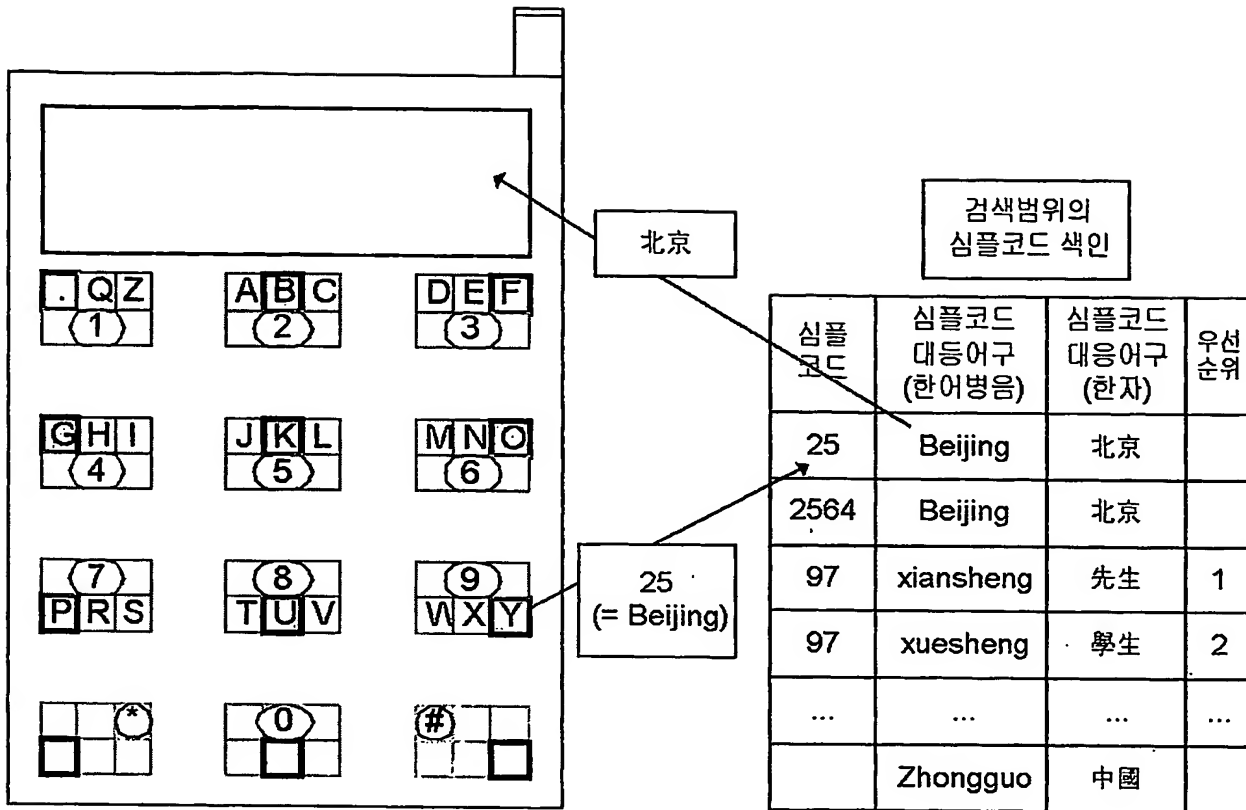 . Q Z
1
A B C
2
D E F
3
G H I
4
J K L
5
M N O
6
7
P R S
8
T U V
9
W X Y
*
0
#
北京
25
(= Beijing)
검색범위의
심플코드 색인
심플
코드
심플코드
대등어구
(한어병음)
심플코드
대응어구
(한자)
우선
순위
25 Beijing 北京
2564 Beijing 北京
97 xiansheng 先生 1
97 xuesheng 學生 2
... ... ... ...
Zhongguo 中國